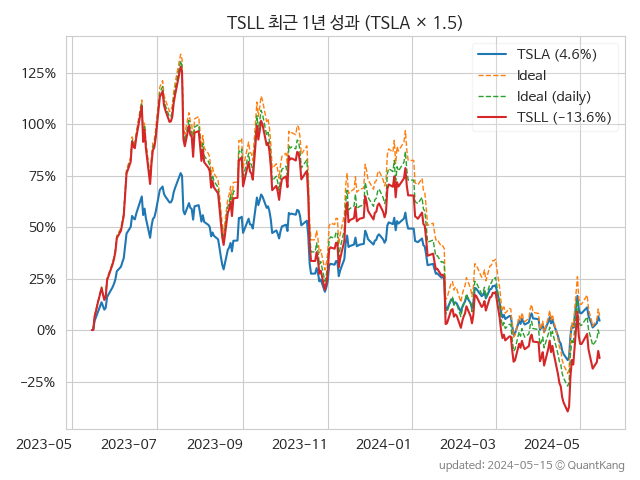 TSLL 최근 1년 성과 (TSLA × 1.5)
TSLA (4.6%)
Ideal
Ideal (daily)
TSLL (−13.6%)
125%
100%
75%
50%
25%
0%
−25%
2023-05
2023-07
2023-09
2023-11
2024-01
2024-03
2024-05
updated: 2024-05-15 ⓒ QuantKang